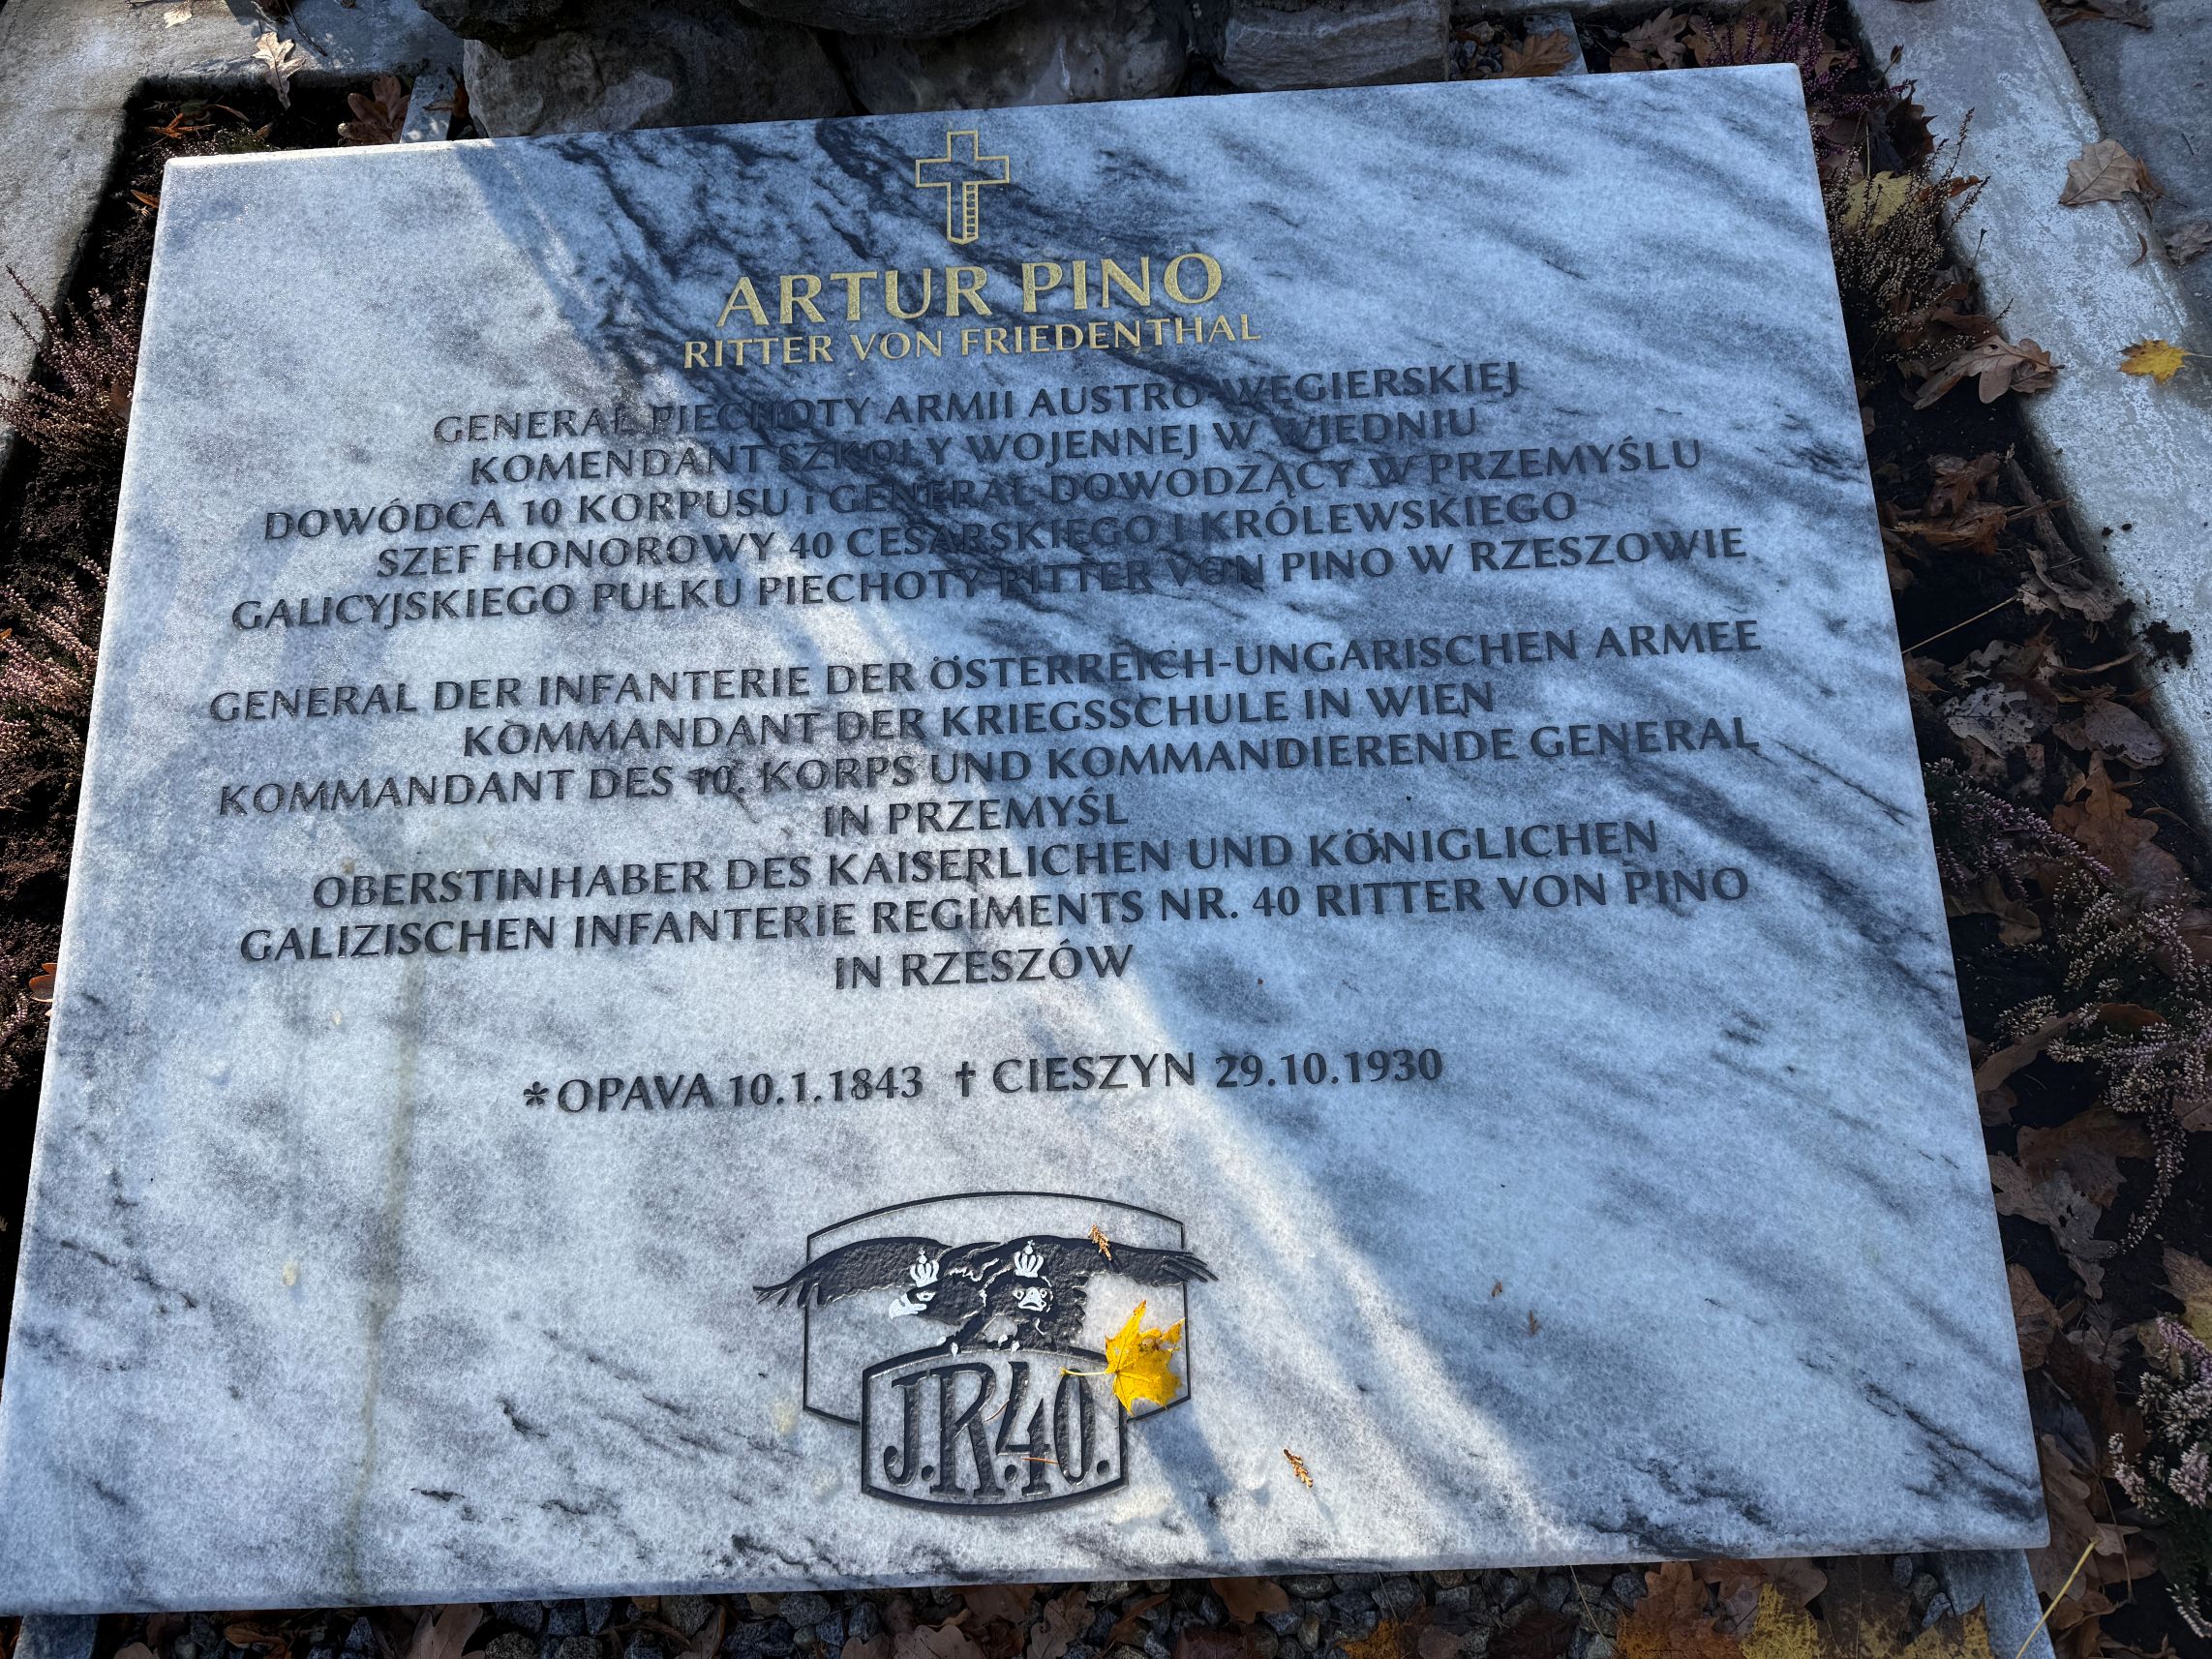 ARTUR PINO
RITTER VON FRIEDENTHAL
GENERAŁ PIECHOTY ARMII AUSTRO-WĘGIERSKIEJ
KOMENDANT SZKOŁY WOJENNEJ W WIEDNIU
DOWÓDCA 10 KORPUSU I GENERAŁ DOWODZĄCY W PRZEMYŚLU
SZEF HONOROWY 40 CESARSKIEGO I KRÓLEWSKIEGO
GALICYJSKIEGO PUŁKU PIECHOTY RITTER VON PINO W RZESZOWIE
GENERAL DER INFANTERIE DER ÖSTERREICH-UNGARISCHEN ARMEE
KOMMANDANT DER KRIEGSSCHULE IN WIEN
KOMMANDANT DES 10. KORPS UND KOMMANDIERENDE GENERAL
IN PRZEMYŚL
OBERSTINHABER DES KAISERLICHEN UND KÖNIGLICHEN
GALIZISCHEN INFANTERIE REGIMENTS NR. 40 RITTER VON PINO
IN RZESZÓW
*OPAVA 10.1.1843 † CIESZYN 29.10.1930
J.R.40.